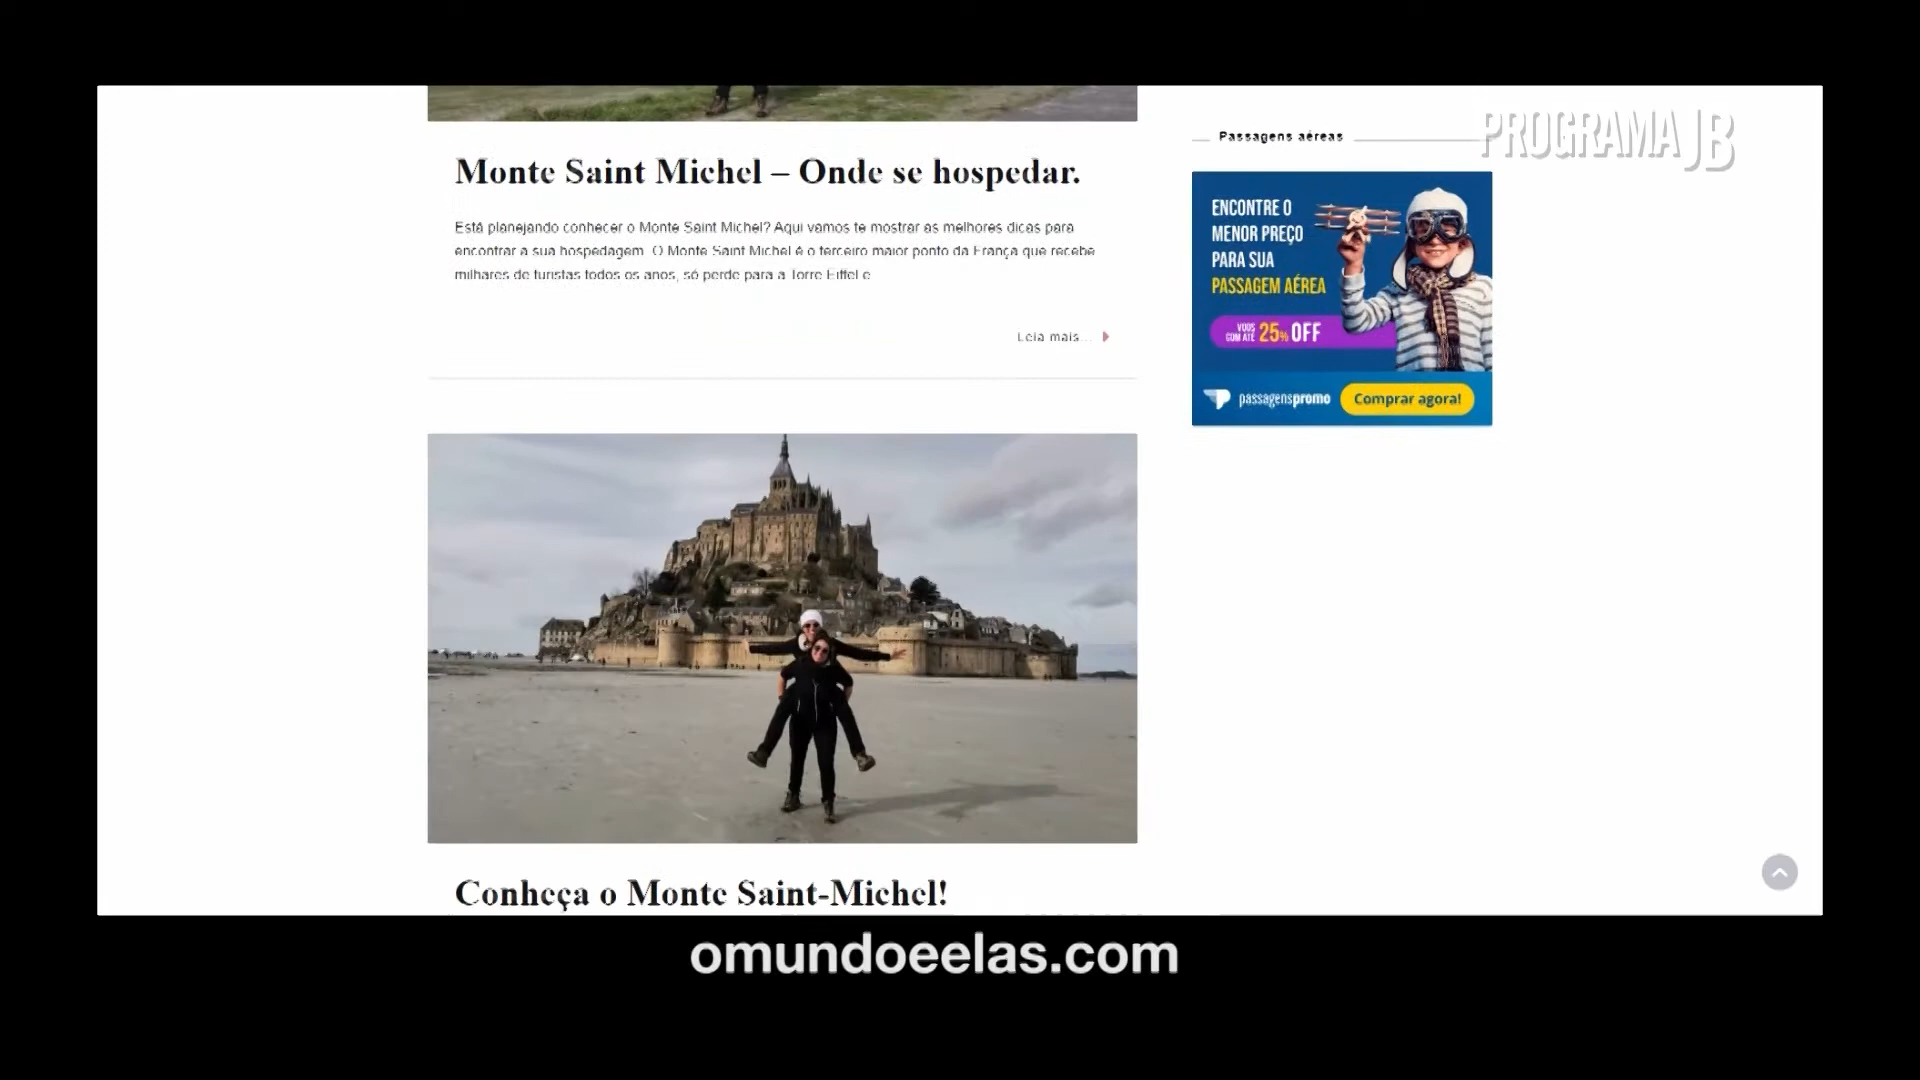 PROGRAMA JB
Monte Saint Michel – Onde se hospedar.
Está planejando conhecer o Monte Saint Michel? Aqui vamos te mostrar as melhores dicas para
encontrar a sua hospedagem. O Monte Saint Michel é o terceiro maior ponto da França que recebe
milhares de turistas todos os anos, só perde para a Torre Eiffel e
Leia mais...
Passagens aéreas
ENCONTRE O
MENOR PREÇO
PARA SUA
PASSAGEM AÉREA
VOOS
COM ATÉ 25% OFF
passagenspromo
Comprar agora!
Conheça o Monte Saint-Michel!
omundoeelas.com